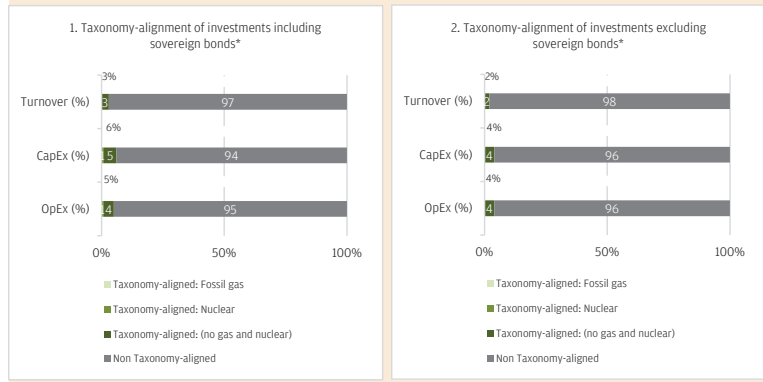 1. Taxonomy-alignment of investments including
sovereign bonds*
3%
Turnover (%) 3 97
6%
CapEx (%) 5 94
5%
OpEx (%) 4 95
0% 50% 100%
Taxonomy-aligned: Fossil gas
Taxonomy-aligned: Nuclear
Taxonomy-aligned: (no gas and nuclear)
Non Taxonomy-aligned
2. Taxonomy-alignment of investments excluding
sovereign bonds*
2%
Turnover (%) 2 98
4%
CapEx (%) 4 96
4%
OpEx (%) 4 96
0% 50% 100%
Taxonomy-aligned: Fossil gas
Taxonomy-aligned: Nuclear
Taxonomy-aligned: (no gas and nuclear)
Non Taxonomy-aligned